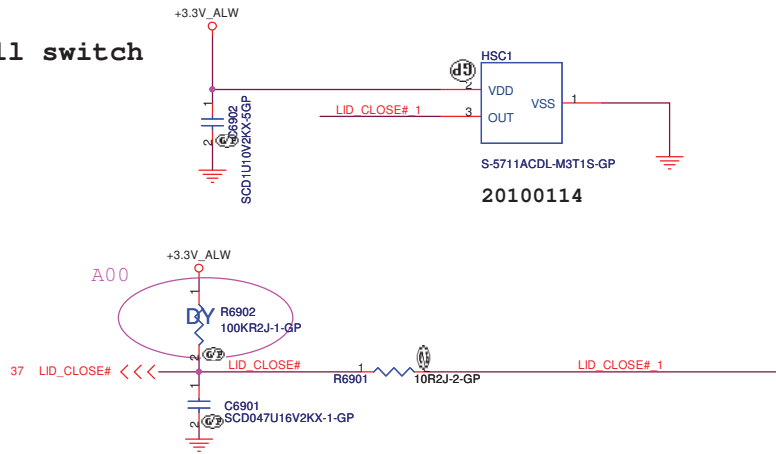 +3.3V_ALW
ll switch
HSC1
GP
2
VDD
VSS
1
1
LID_CLOSE#_1
3
OUT
C6902
2
G/P
SCD1U10V2KX-5GP
S-5711ACDL-M3T1S-GP
20100114
+3.3V_ALW
A00
1
DY
R6902
100KR2J-1-GP
2
G/P
37
LID_CLOSE#
LID_CLOSE#
1
R6901
10R2J-2-GP
LID_CLOSE#_1
1
C6901
2
G/P
SCD047U16V2KX-1-GP